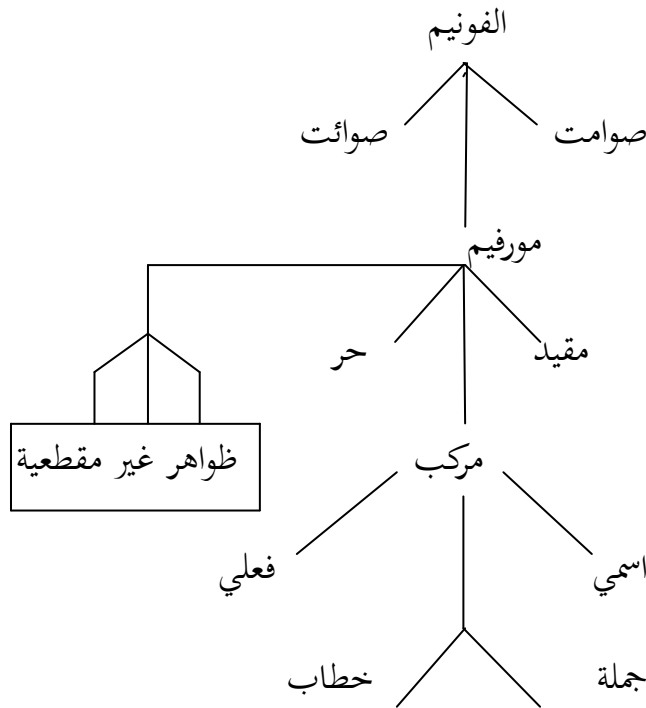 الفونيم
صوامت صوائت
مورفيم
مقيد حر
مركب ظواهر غير مقطعية
اسمي فعلي
جملة خطاب